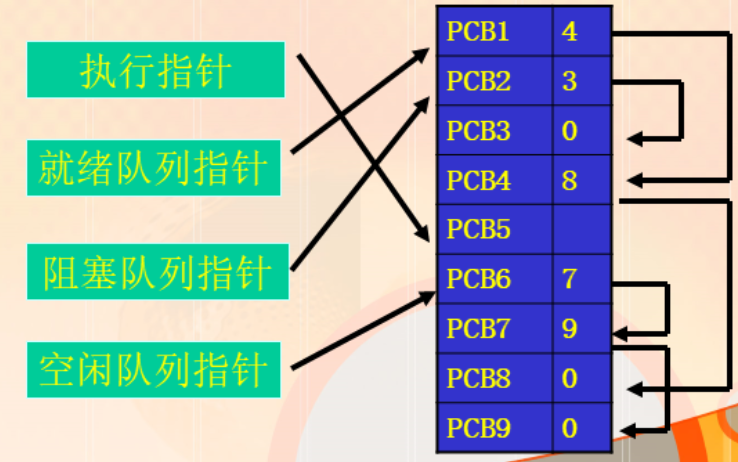 执行指针
就绪队列指针
阻塞队列指针
空闲队列指针
PCB1 4
PCB2 3
PCB3 0
PCB4 8
PCB5
PCB6 7
PCB7 9
PCB8 0
PCB9 0